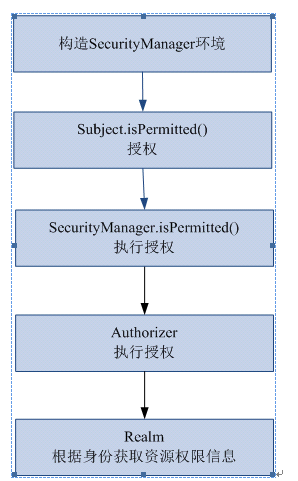 构造SecurityManager环境
Subject.isPermitted()
授权
SecurityManager.isPermitted()
执行授权
Authorizer
执行授权
Realm
根据身份获取资源权限信息